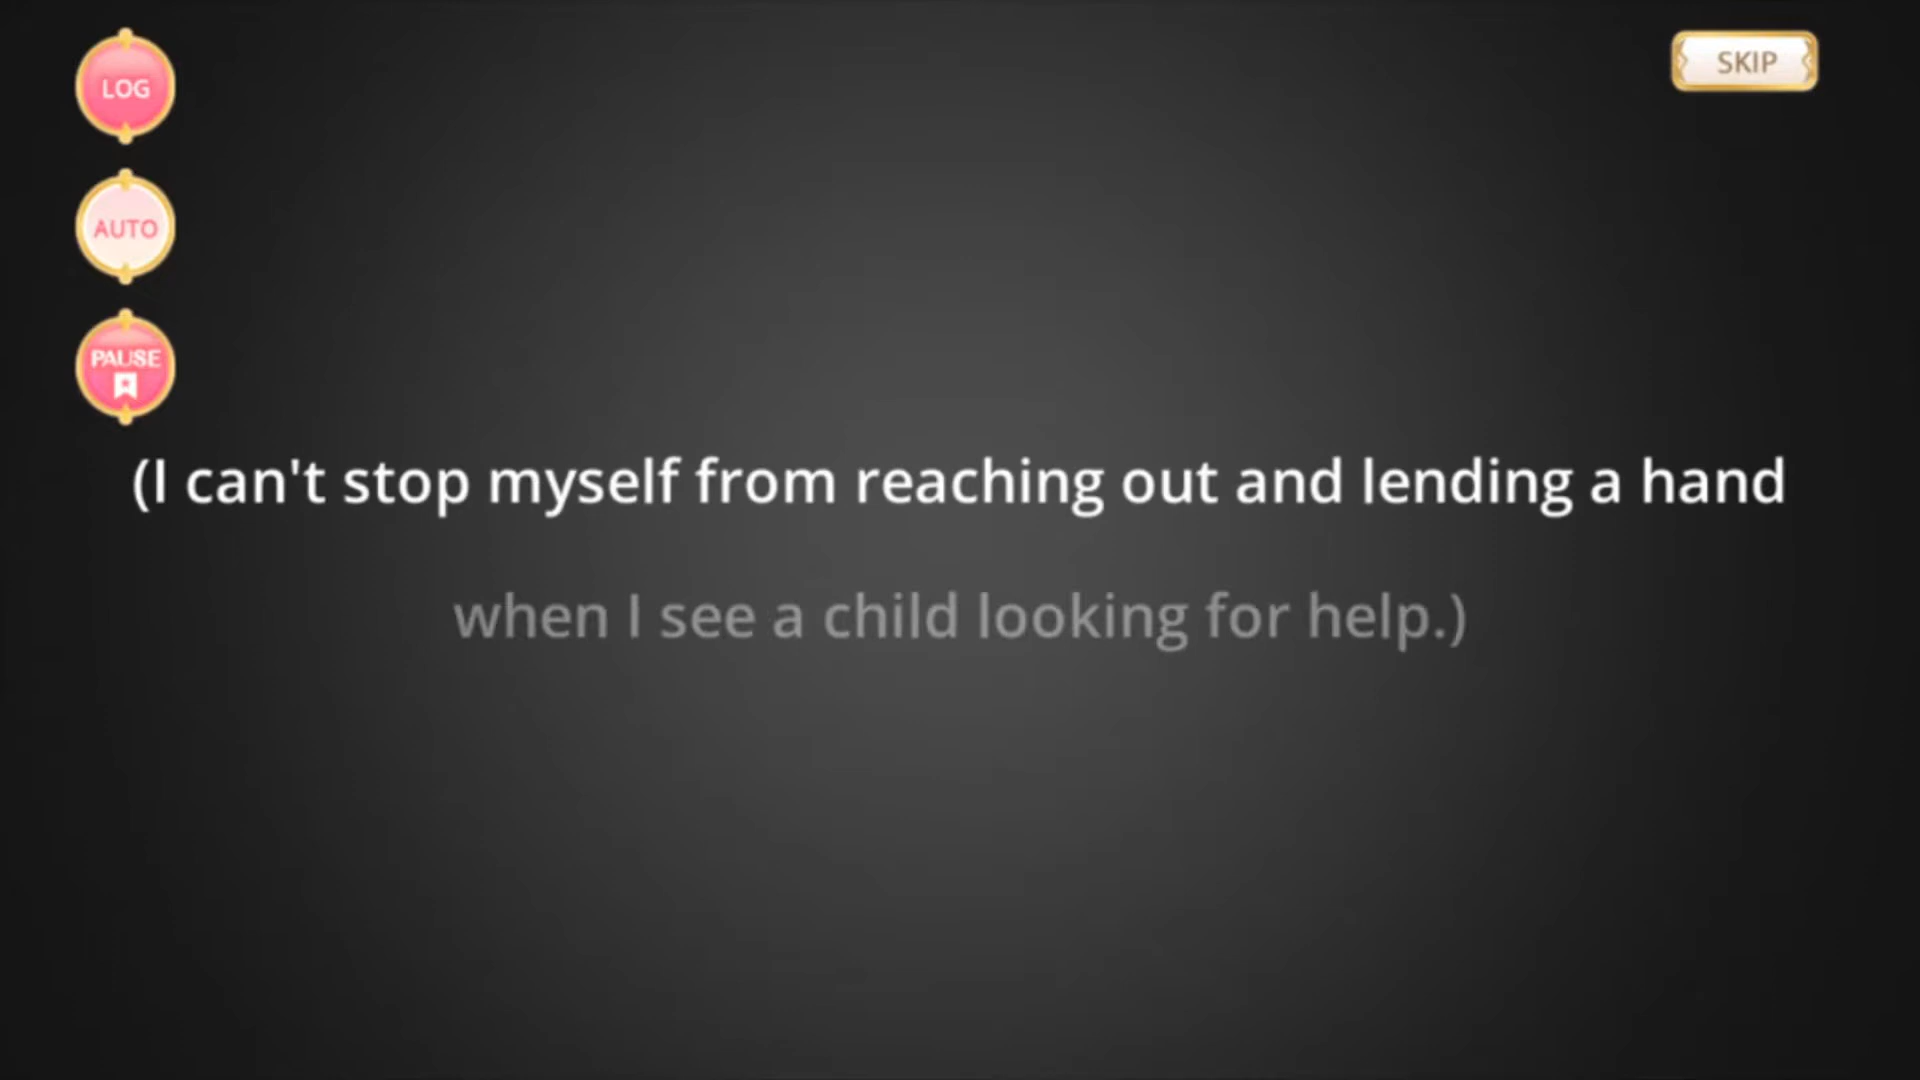 LOG
SKIP
AUTO
PAUSE
(I can't stop myself from reaching out and lending a hand
when I see a child looking for help.)